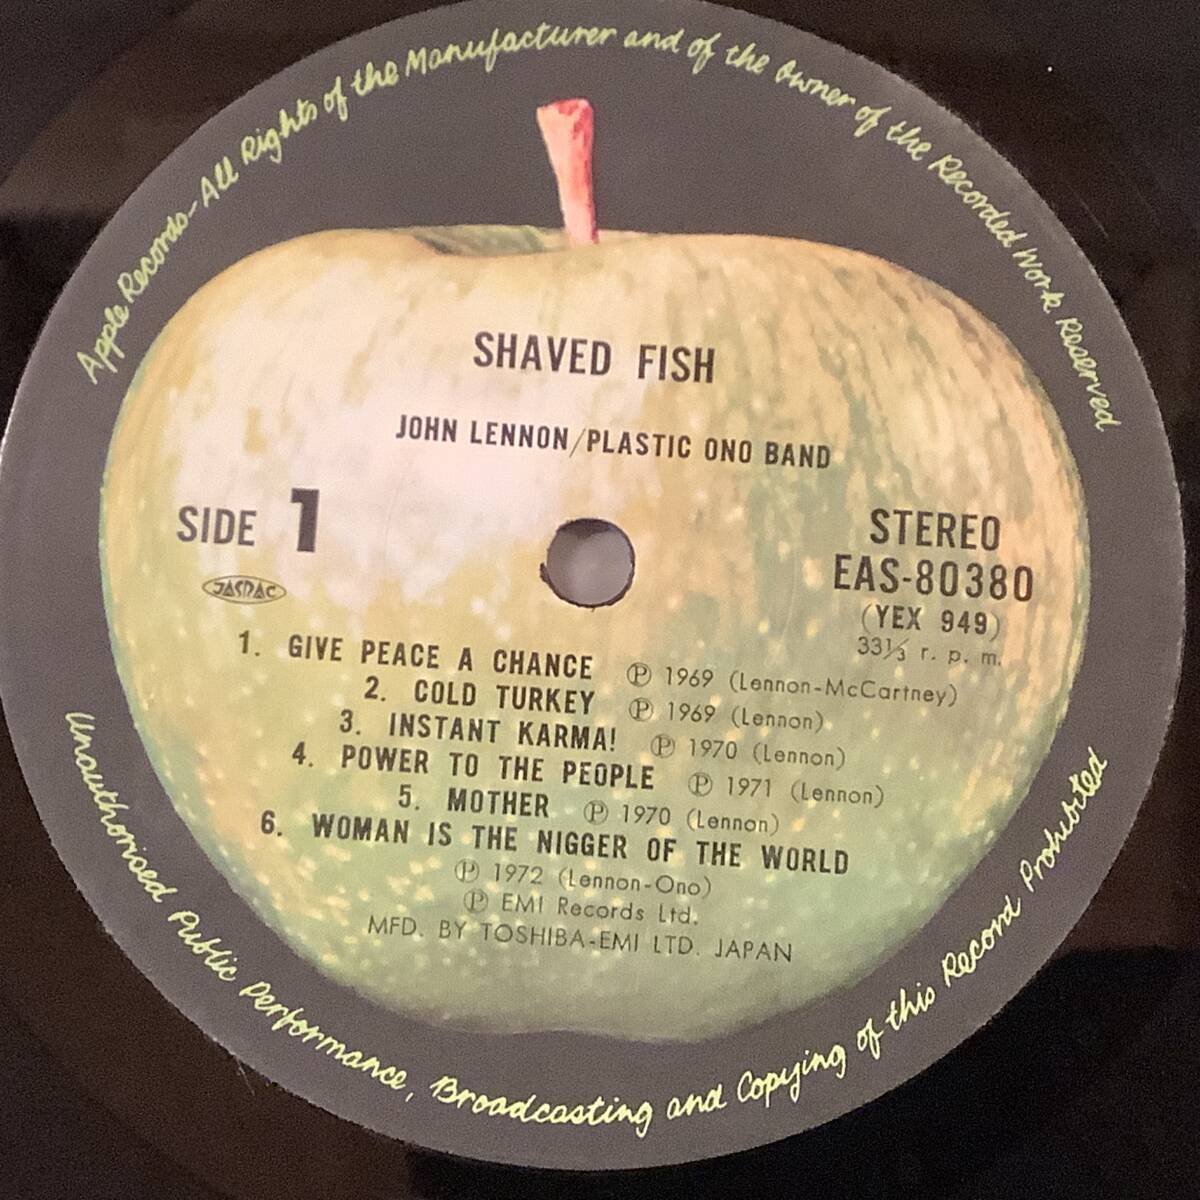 Apple Records-All Rights of the Manufacturer and of the Owner of the Recorded Work Reserved
SHAVED FISH
JOHN LENNON/PLASTIC ONO BAND
SIDE 1
JASRAC
STEREO
EAS-80380
(YEX 949)
33⅓ r. p. m.
1. GIVE PEACE A CHANCE Ⓟ 1969 (Lennon-McCartney)
2. COLD TURKEY Ⓟ 1969 (Lennon)
3. INSTANT KARMA! Ⓟ 1970 (Lennon)
4. POWER TO THE PEOPLE Ⓟ 1971 (Lennon)
5. MOTHER Ⓟ 1970 (Lennon)
6. WOMAN IS THE NIGGER OF THE WORLD
Ⓟ 1972 (Lennon-Ono)
Ⓟ EMI Records Ltd.
MFD. BY TOSHIBA-EMI LTD. JAPAN
Unauthorised Public Performance, Broadcasting and Copying of this Record Prohibited